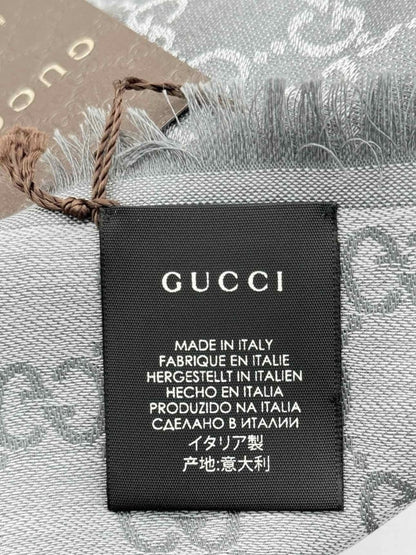 GUCCI
GUCCI
MADE IN ITALY
FABRIQUE EN ITALIE
HERGESTELLT IN ITALIEN
HECHO EN ITALIA
PRODUZIDO NA ITALIA
СДЕЛАНО В ИТАЛИИ
イタリア製
产地:意大利